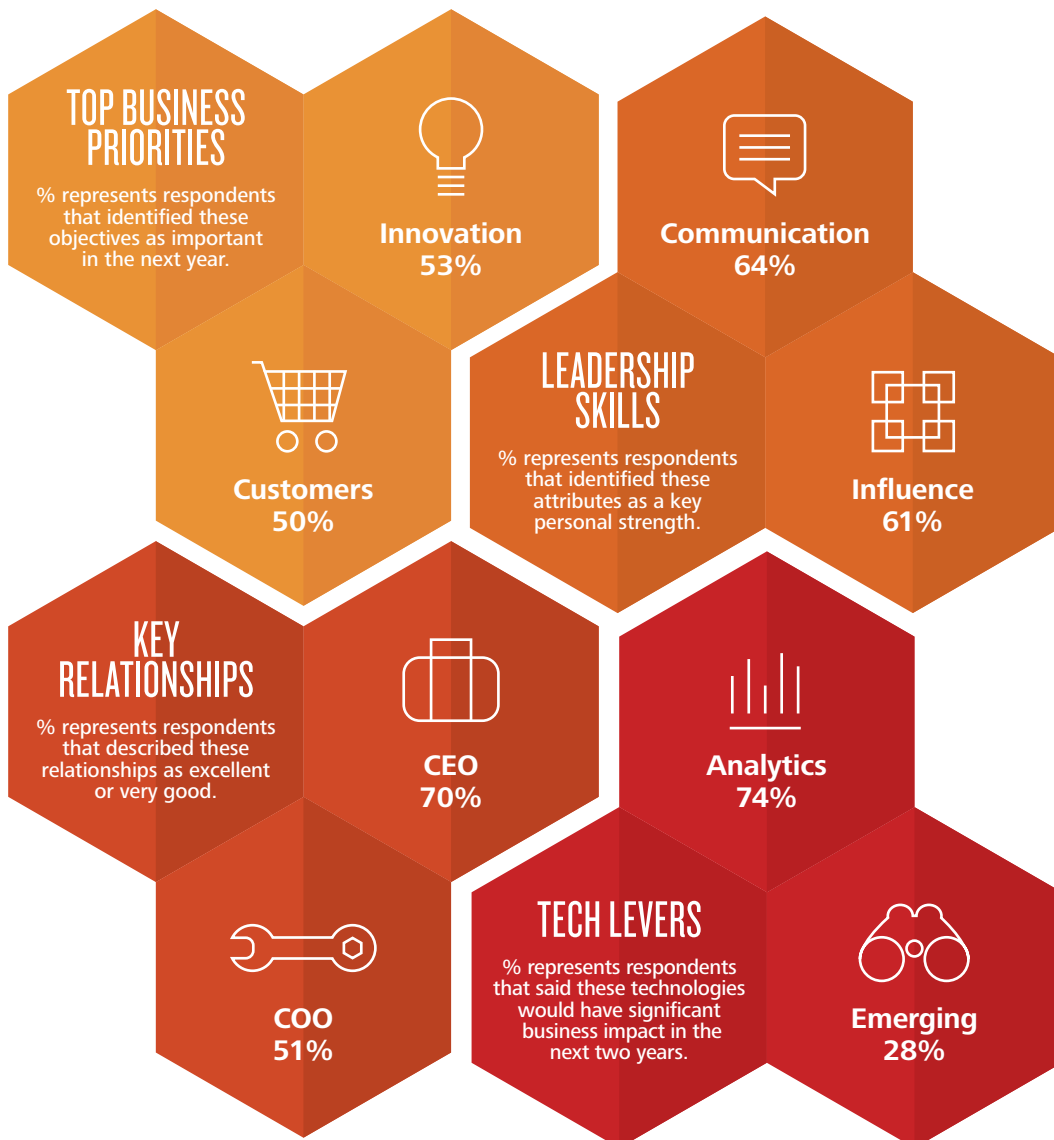 TOP BUSINESS
PRIORITIES
% represents respondents
that identified these
objectives as important
in the next year.
Innovation
53%
Customers
50%
Communication
64%
LEADERSHIP
SKILLS
% represents respondents
that identified these
attributes as a key
personal strength.
Influence
61%
KEY
RELATIONSHIPS
% represents respondents
that described these
relationships as excellent
or very good.
CEO
70%
COO
51%
Analytics
74%
TECH LEVERS
% represents respondents
that said these technologies
would have significant
business impact in the
next two years.
Emerging
28%